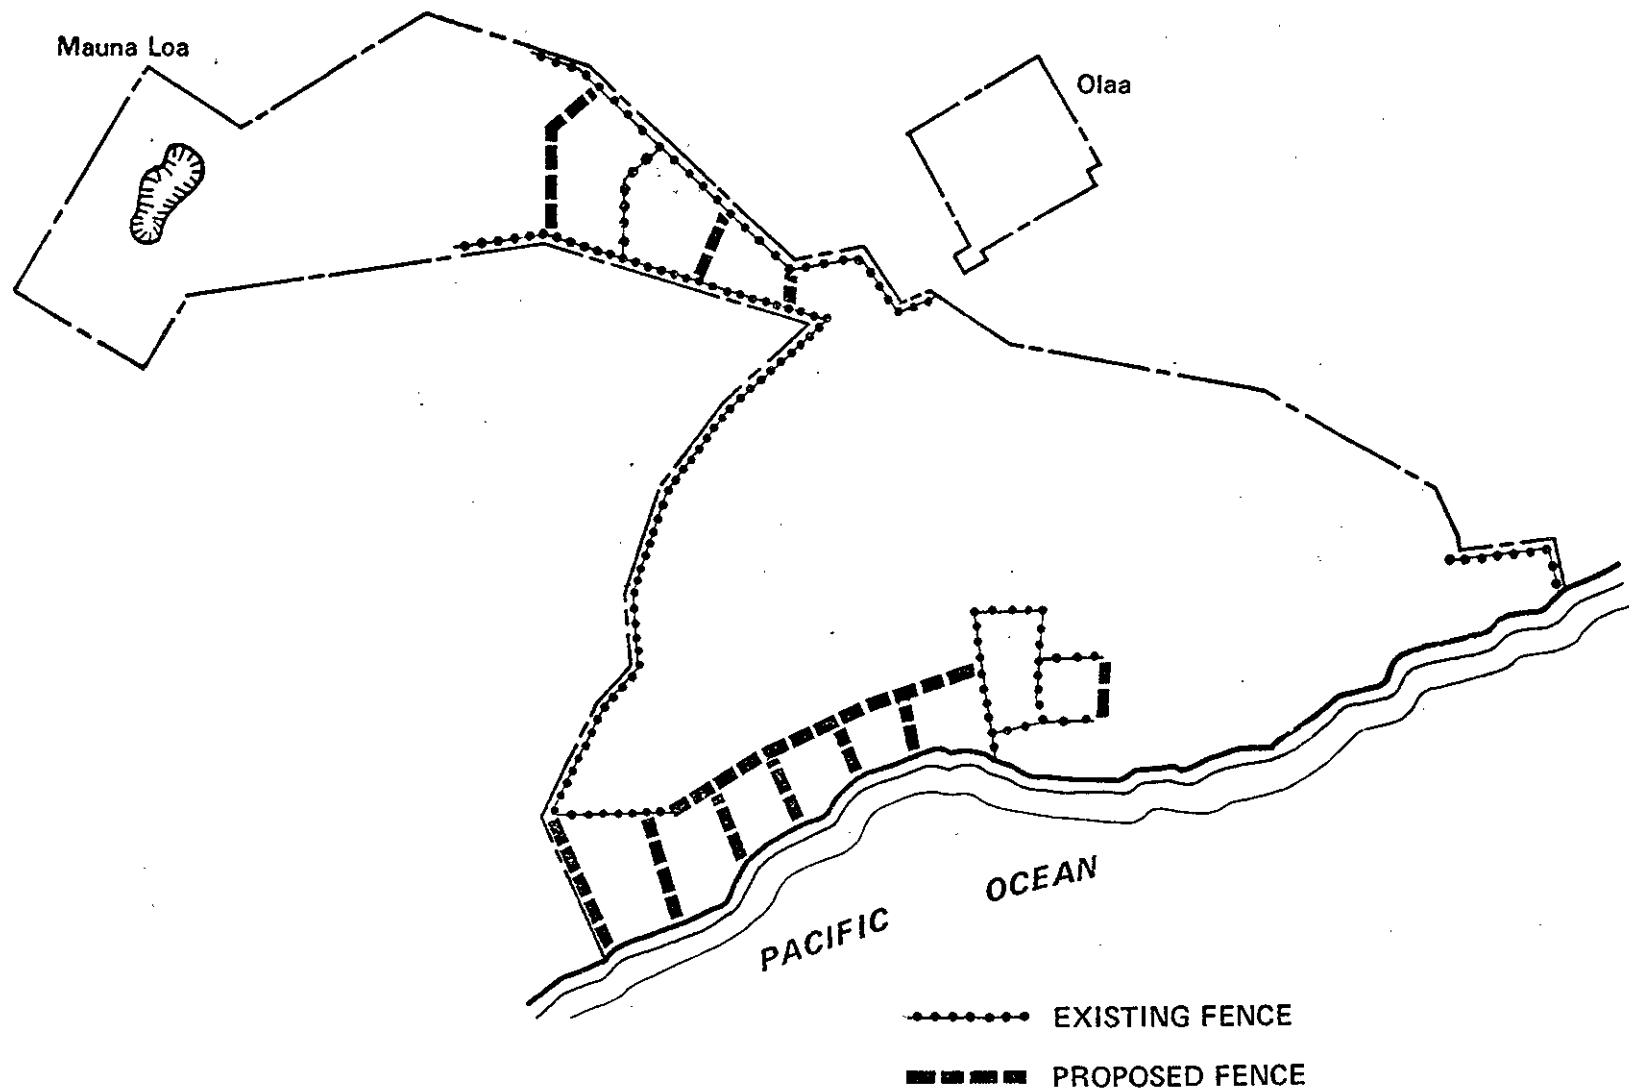 Mauna Loa
Olaa
PACIFIC OCEAN
EXISTING FENCE
PROPOSED FENCE